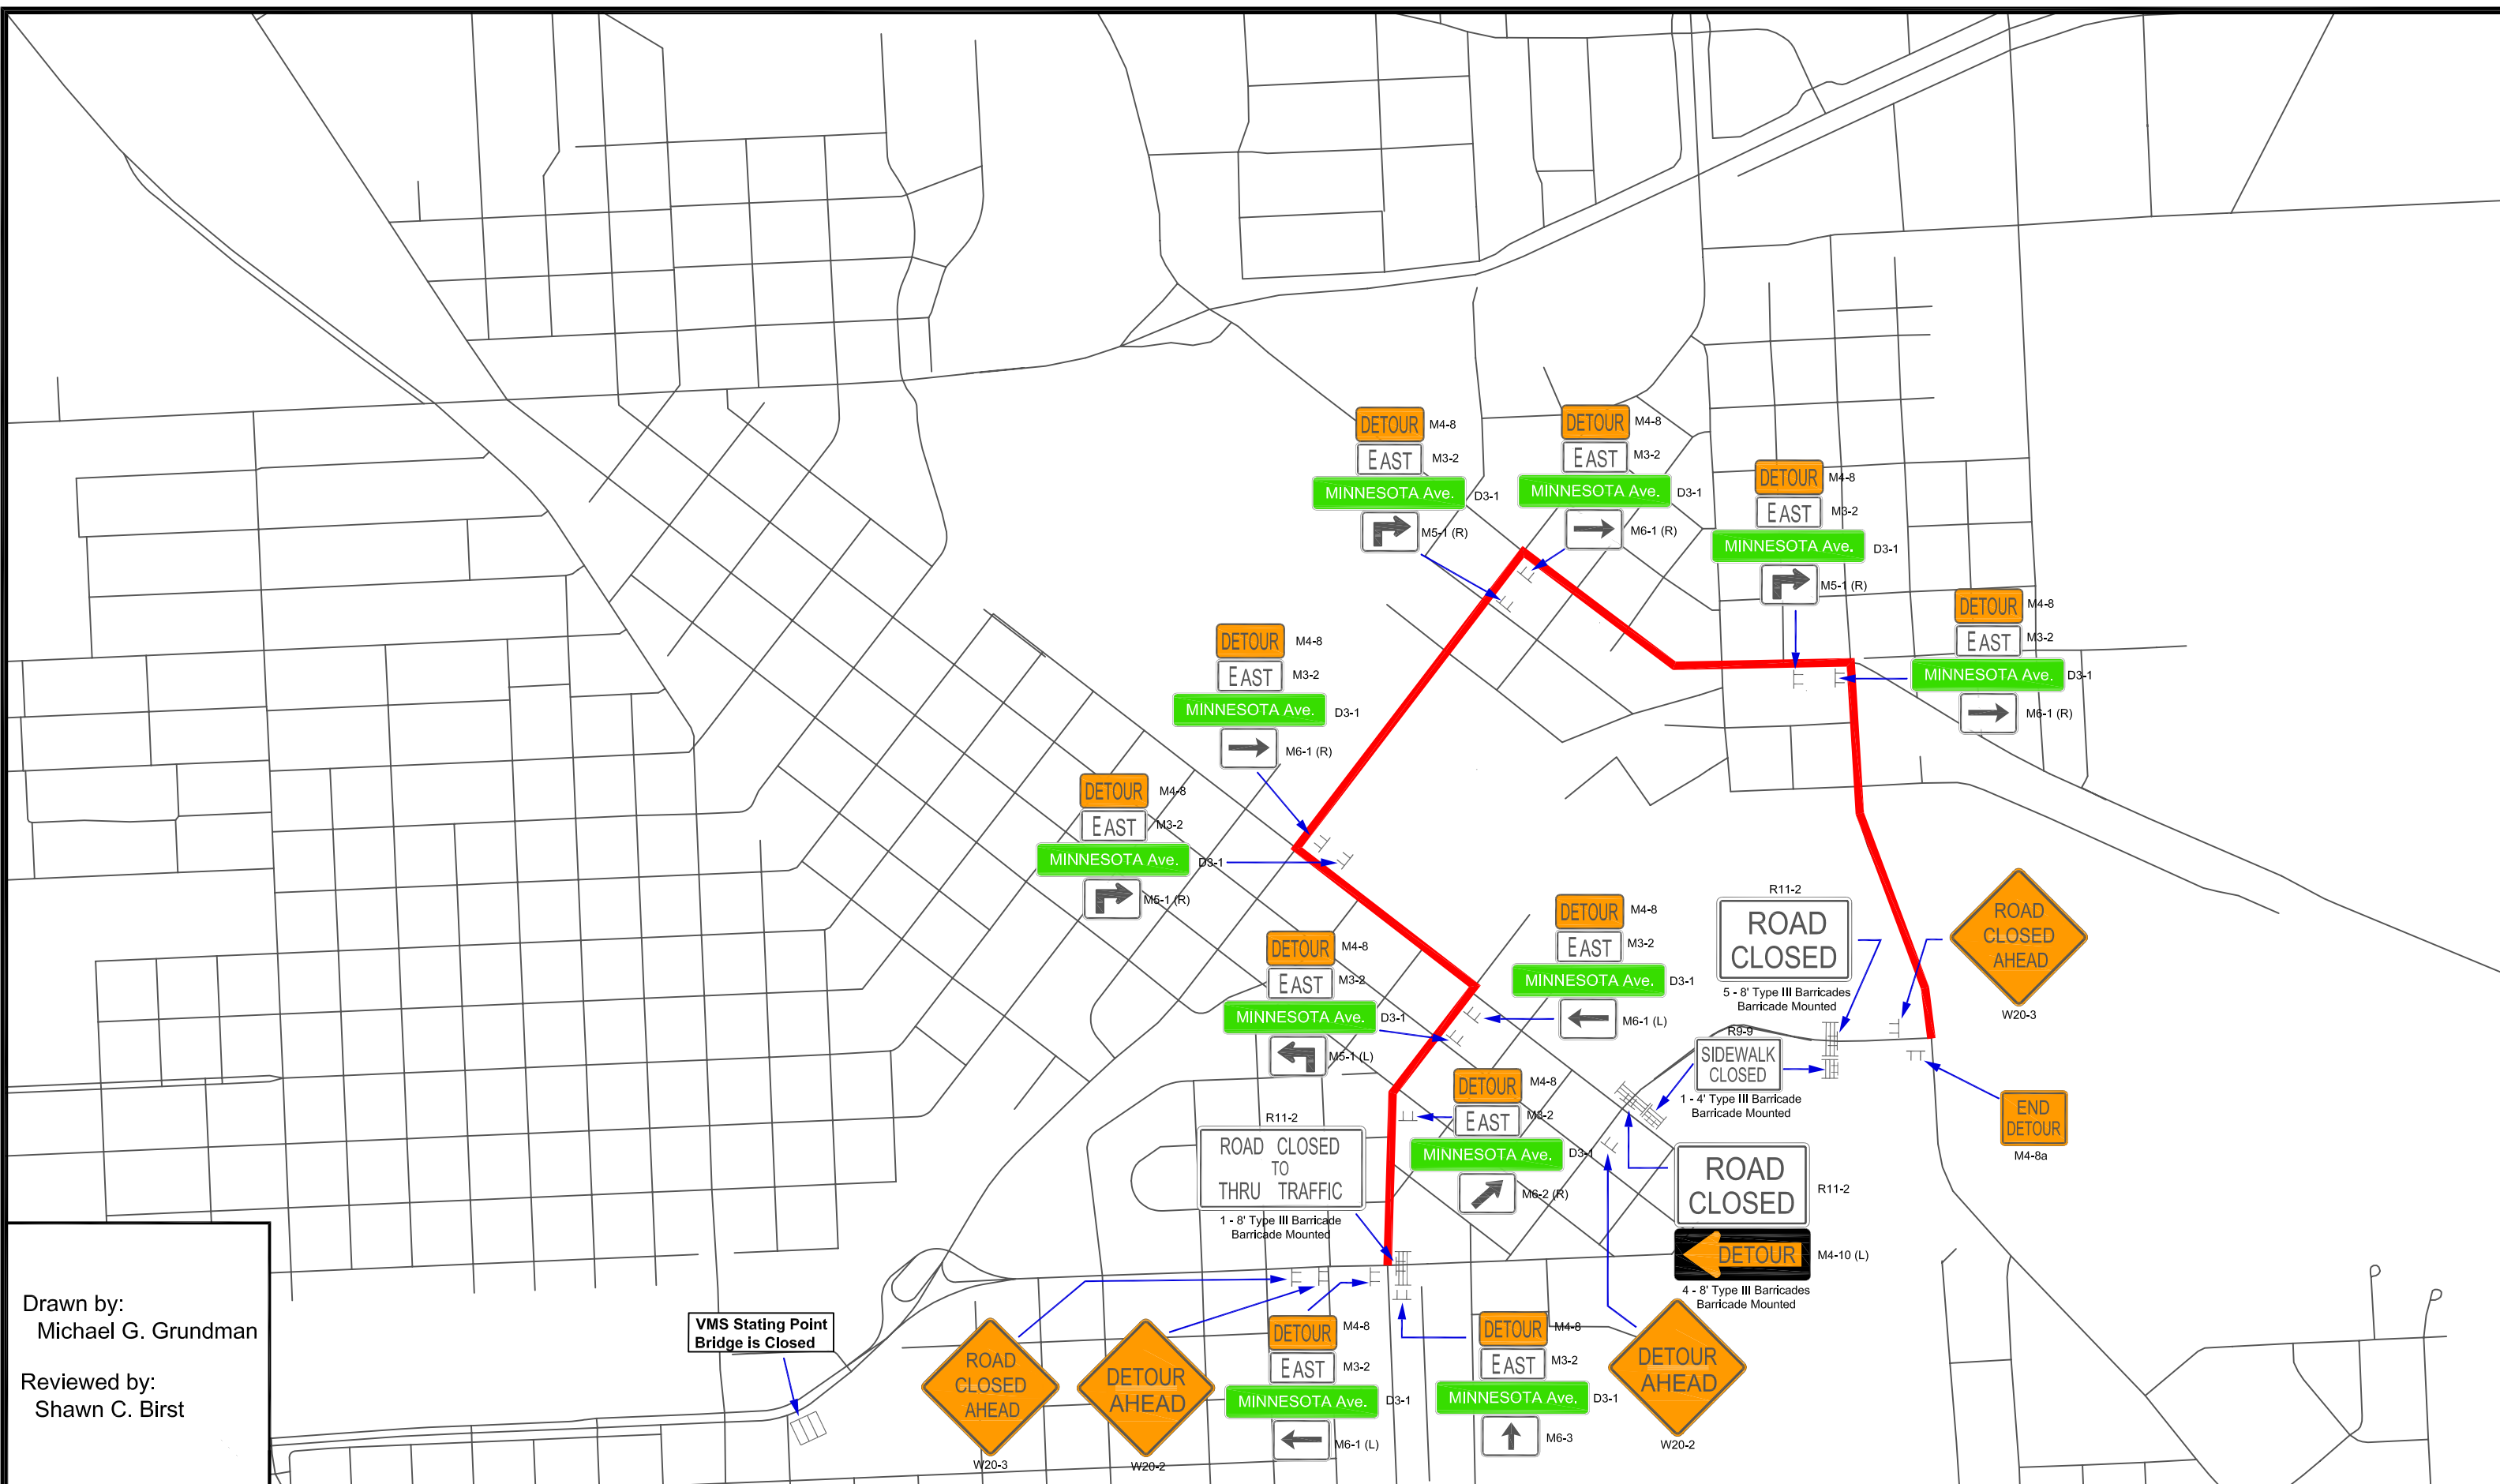 DETOUR M4-8
EAST M3-2
MINNESOTA Ave. D3-1
M5-1 (R)
DETOUR M4-8
EAST M3-2
MINNESOTA Ave. D3-1
M6-1 (R)
DETOUR M4-8
EAST M3-2
MINNESOTA Ave. D3-1
M5-1 (R)
DETOUR M4-8
EAST M3-2
MINNESOTA Ave. D3-1
M6-1 (R)
DETOUR M4-8
EAST M3-2
MINNESOTA Ave. D3-1
M6-1 (R)
DETOUR M4-8
EAST M3-2
MINNESOTA Ave. D3-1
M5-1 (R)
DETOUR M4-8
EAST M3-2
MINNESOTA Ave. D3-1
M5-1 (L)
DETOUR M4-8
EAST M3-2
MINNESOTA Ave. D3-1
M6-1 (L)
R11-2
ROAD
CLOSED
5 - 8' Type III Barricades
Barricade Mounted
ROAD
CLOSED
AHEAD
W20-3
R9-9
SIDEWALK
CLOSED
1 - 4' Type III Barricade
Barricade Mounted
END
DETOUR
M4-8a
DETOUR M4-8
EAST M3-2
MINNESOTA Ave. D3-1
M6-2 (R)
R11-2
ROAD CLOSED
TO
THRU TRAFFIC
1 - 8' Type III Barricade
Barricade Mounted
ROAD
CLOSED
R11-2
DETOUR M4-10 (L)
4 - 8' Type III Barricades
Barricade Mounted
Drawn by:
Michael G. Grundman
Reviewed by:
Shawn C. Birst
VMS Stating Point
Bridge is Closed
ROAD
CLOSED
AHEAD
W20-3
DETOUR
AHEAD
W20-2
DETOUR M4-8
EAST M3-2
MINNESOTA Ave. D3-1
M6-1 (L)
DETOUR M4-8
EAST M3-2
MINNESOTA Ave. D3-1
M6-3
DETOUR
AHEAD
W20-2